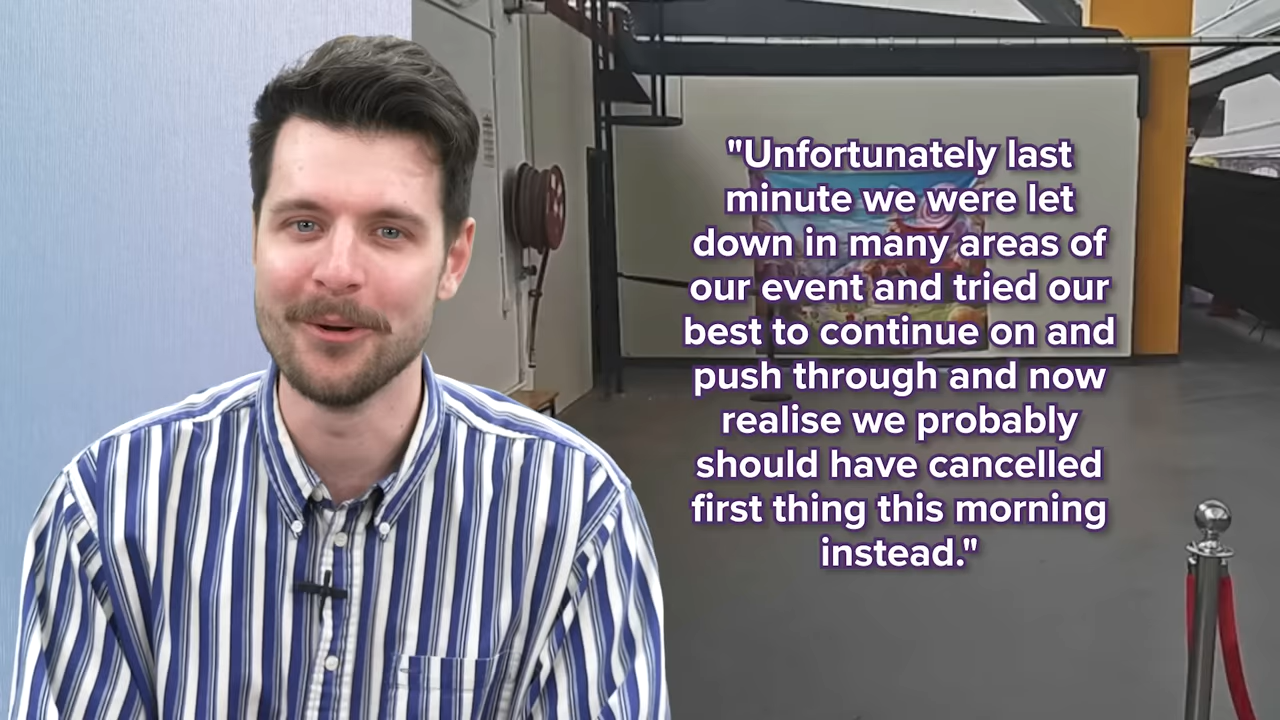 "Unfortunately last
minute we were let
down in many areas of
our event and tried our
best to continue on and
push through and now
realise we probably
should have cancelled
first thing this morning
instead."